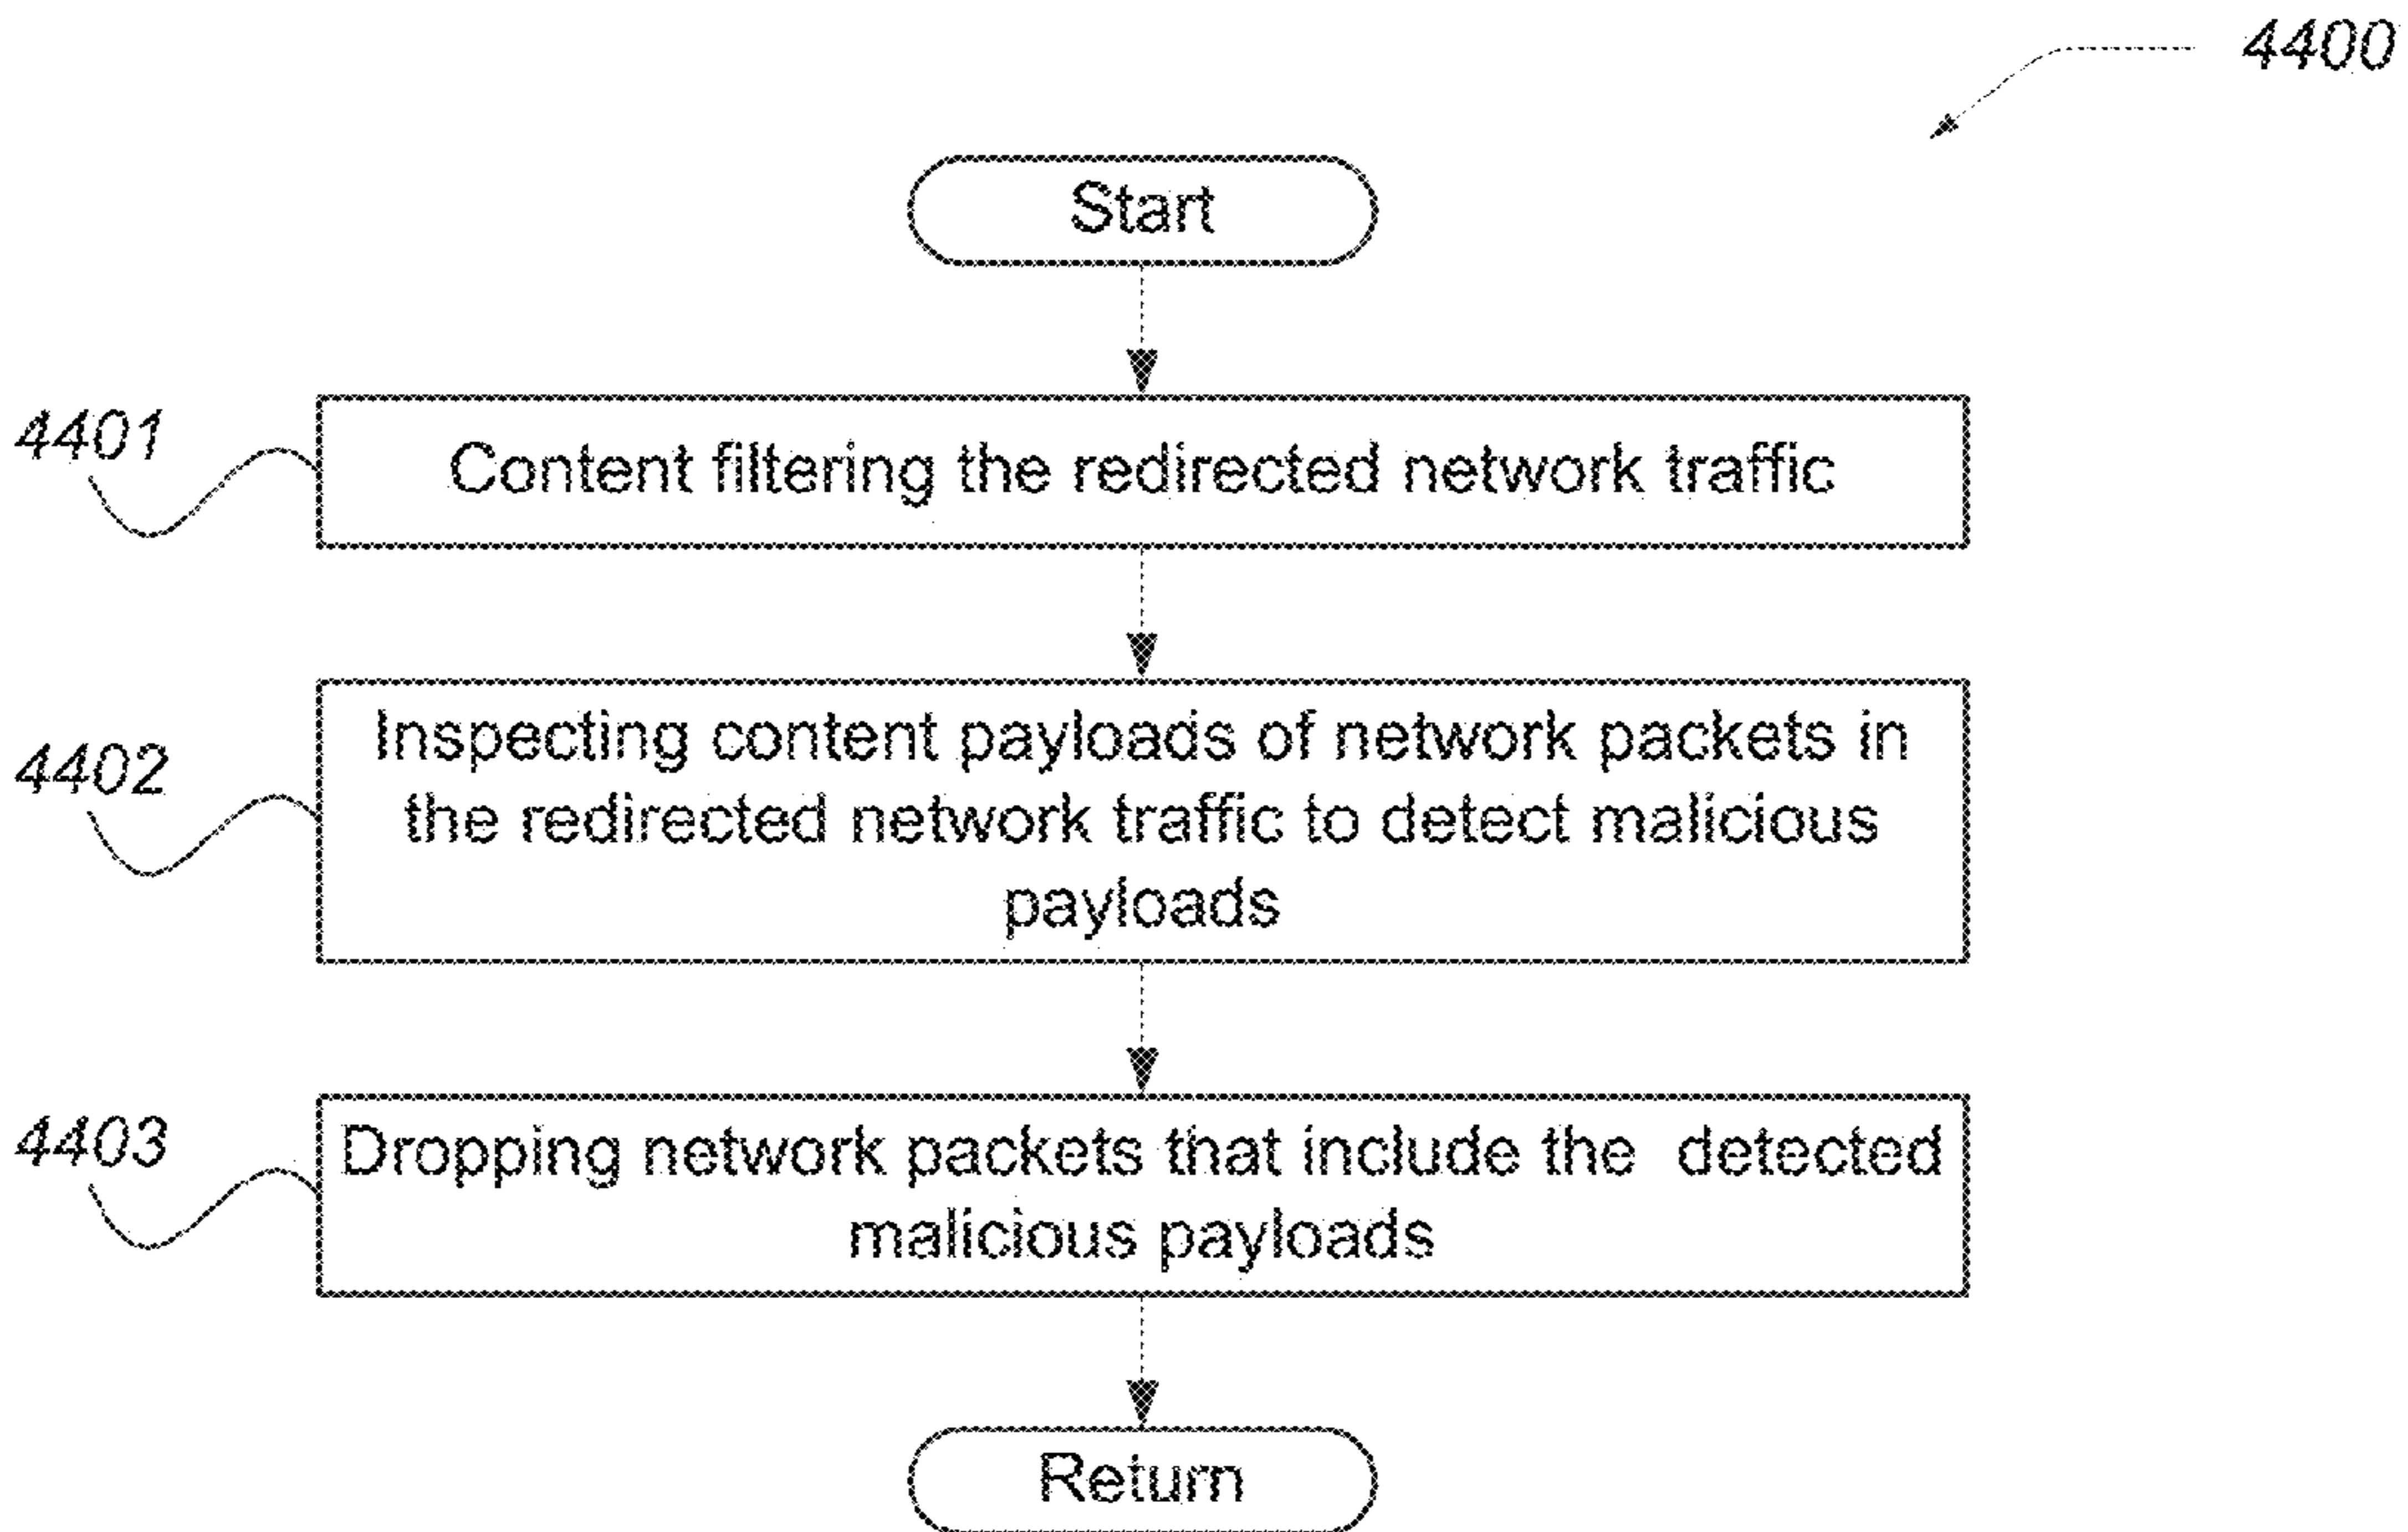 4400
Start
4401
Content filtering the redirected network traffic
4402
Inspecting content payloads of network packets in
the redirected network traffic to detect malicious
payloads
4403
Dropping network packets that include the detected
malicious payloads
Return